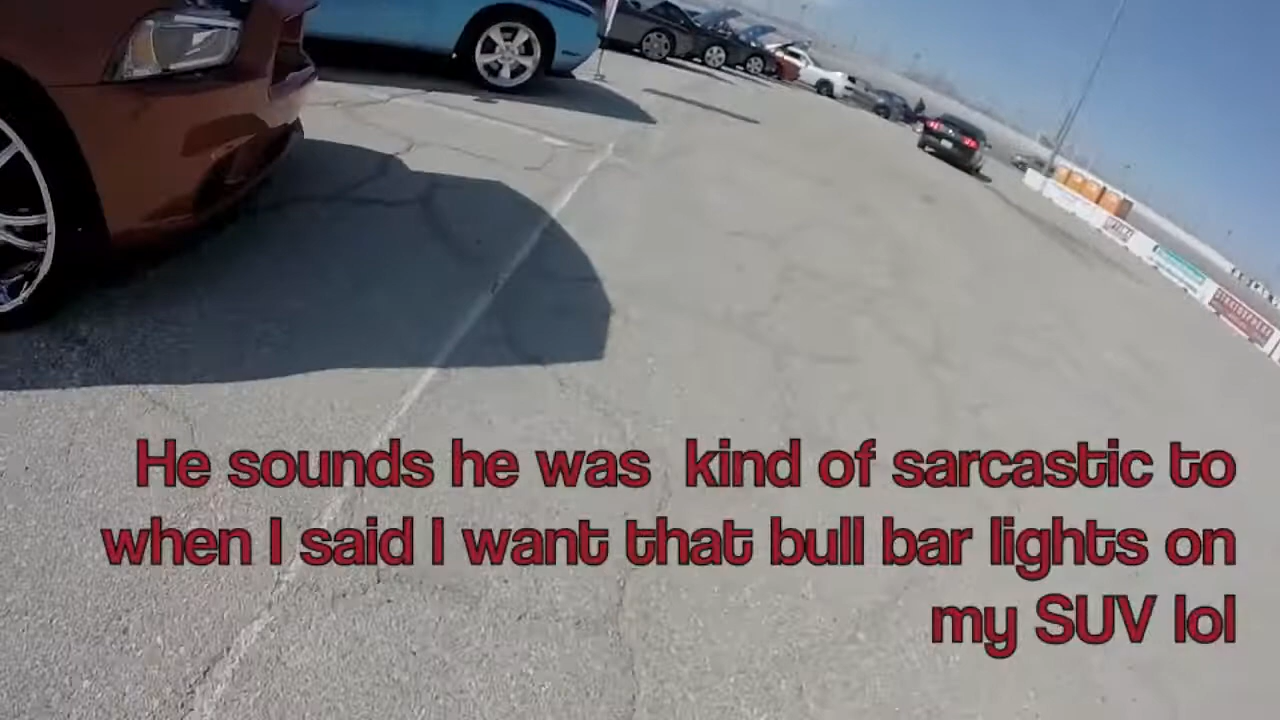 He sounds he was kind of sarcastic to
when I said I want that bull bar lights on
my SUV lol